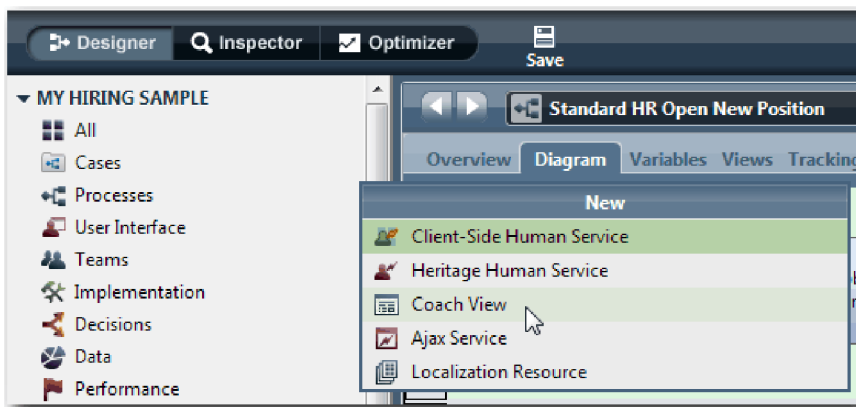 Designer Inspector Optimizer
Save
MY HIRING SAMPLE
All
Cases
Processes
User Interface
Teams
Implementation
Decisions
Data
Performance
Standard HR Open New Position
Overview Diagram Variables Views Tracking
New
Client-Side Human Service
Heritage Human Service
Coach View
Ajax Service
Localization Resource